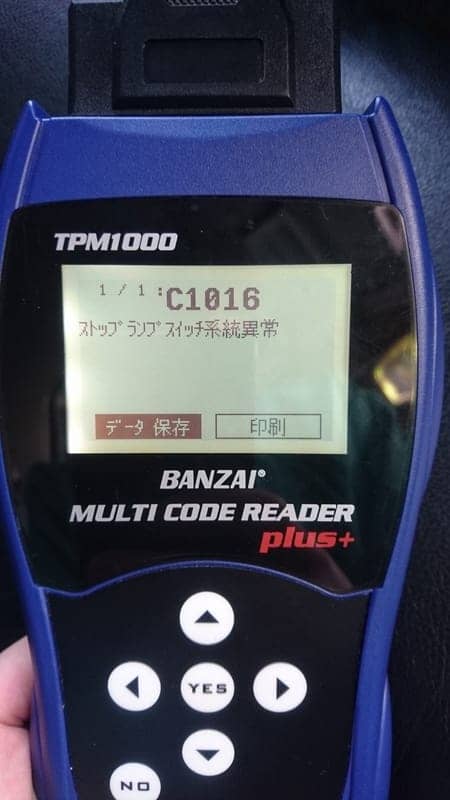 TPM1000
1 / 1 : C1016
ストップランプスイッチ系統異常
データ 保存 印刷
BANZAI®
MULTI CODE READER
plus+
YES
NO